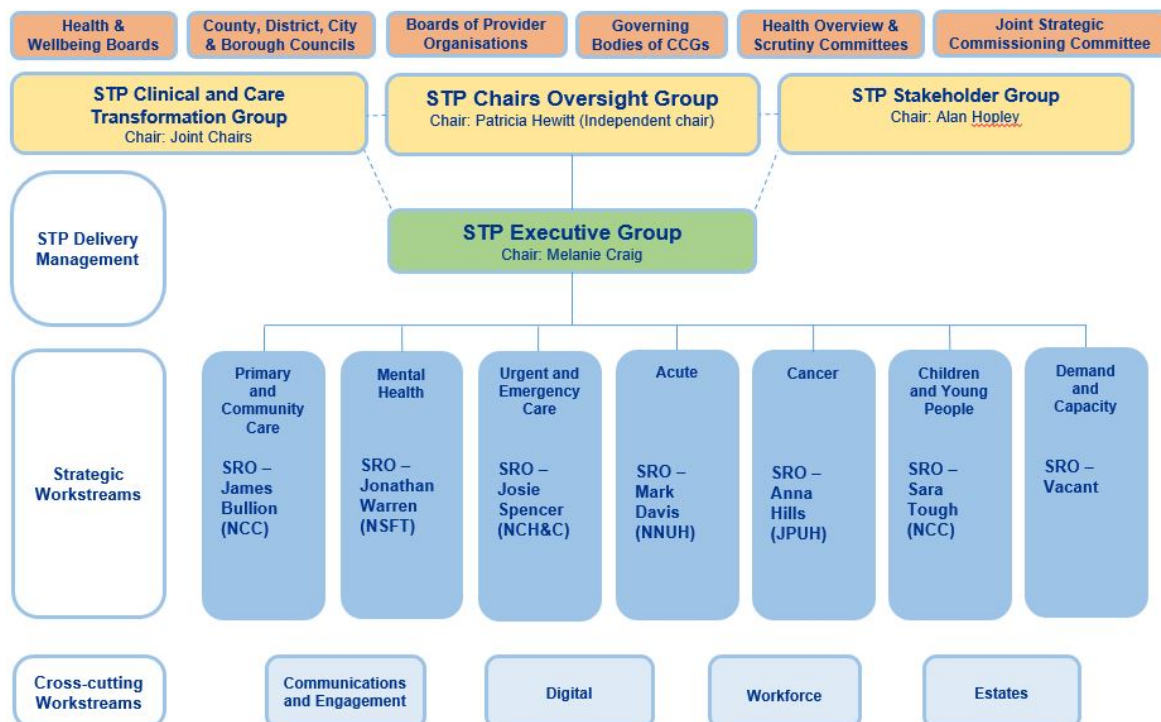 Health &
Wellbeing Boards
County, District, City
& Borough Councils
Boards of Provider
Organisations
Governing
Bodies of CCGs
Health Overview &
Scrutiny Committees
Joint Strategic
Commissioning Committee
STP Clinical and Care
Transformation Group
Chair: Joint Chairs
STP Chairs Oversight Group
Chair: Patricia Hewitt (Independent chair)
STP Stakeholder Group
Chair: Alan Hopley
STP Delivery
Management
STP Executive Group
Chair: Melanie Craig
Strategic
Workstreams
Primary
and
Community
Care
SRO –
James
Bullion
(NCC)
Mental
Health
SRO –
Jonathan
Warren
(NSFT)
Urgent and
Emergency
Care
SRO –
Josie
Spencer
(NCH&C)
Acute
SRO –
Mark
Davis
(NNUH)
Cancer
SRO –
Anna
Hills
(JPUH)
Children
and Young
People
SRO –
Sara
Tough
(NCC)
Demand
and
Capacity
SRO –
Vacant
Cross-cutting
Workstreams
Communications
and Engagement
Digital
Workforce
Estates